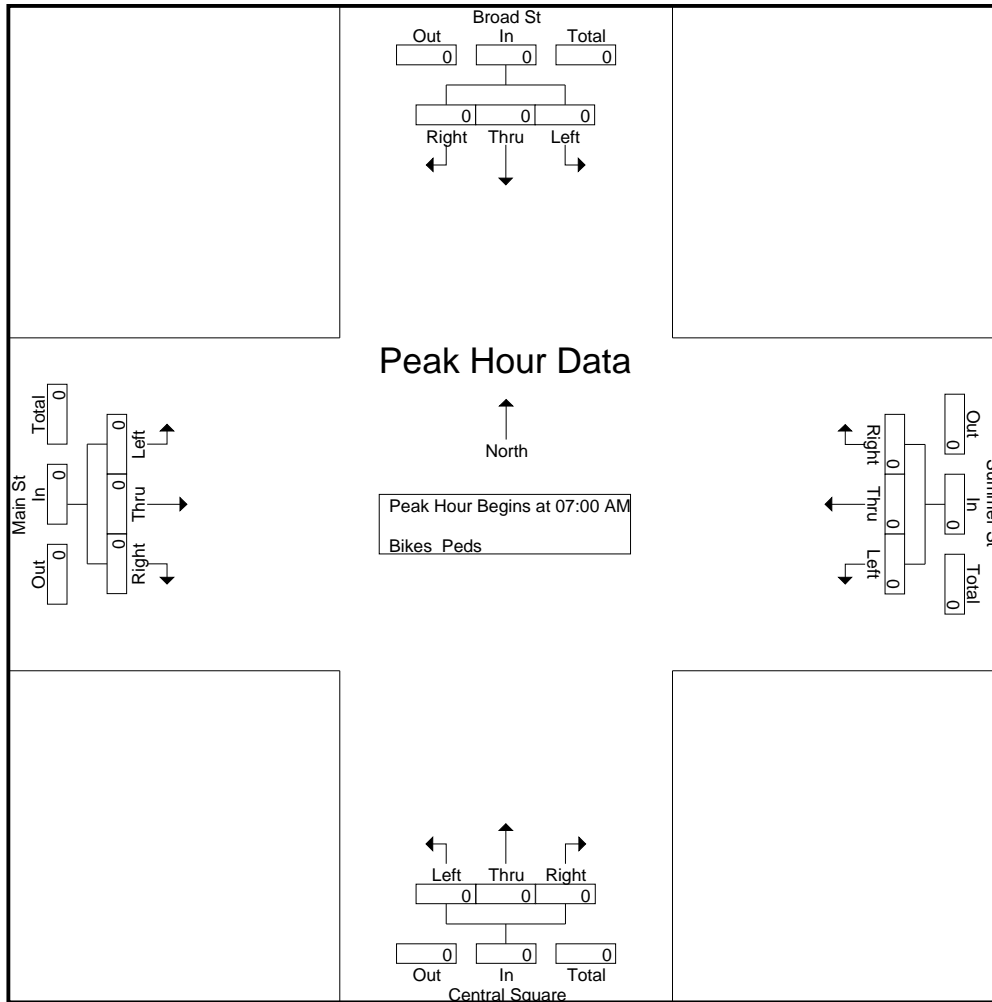 Broad St
Out In Total
0 0 0
0 0 0
Right Thru Left
Peak Hour Data
North
Peak Hour Begins at 07:00 AM
Bikes Peds
Main St
Total In Out
0 0 0
0 0 0
Left Thru Right
Right Thru Left
0 0 0
0 0 0
Out In Total
Summer St
Left Thru Right
0 0 0
0 0 0
Out In Total
Central Square